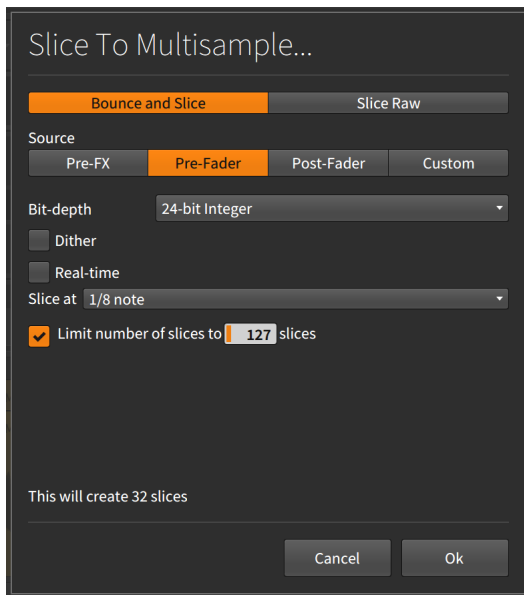 Slice To Multisample...
Bounce and Slice Slice Raw
Source
Pre-FX Pre-Fader Post-Fader Custom
Bit-depth 24-bit Integer
Dither
Real-time
Slice at 1/8 note
Limit number of slices to 127 slices
This will create 32 slices
Cancel Ok